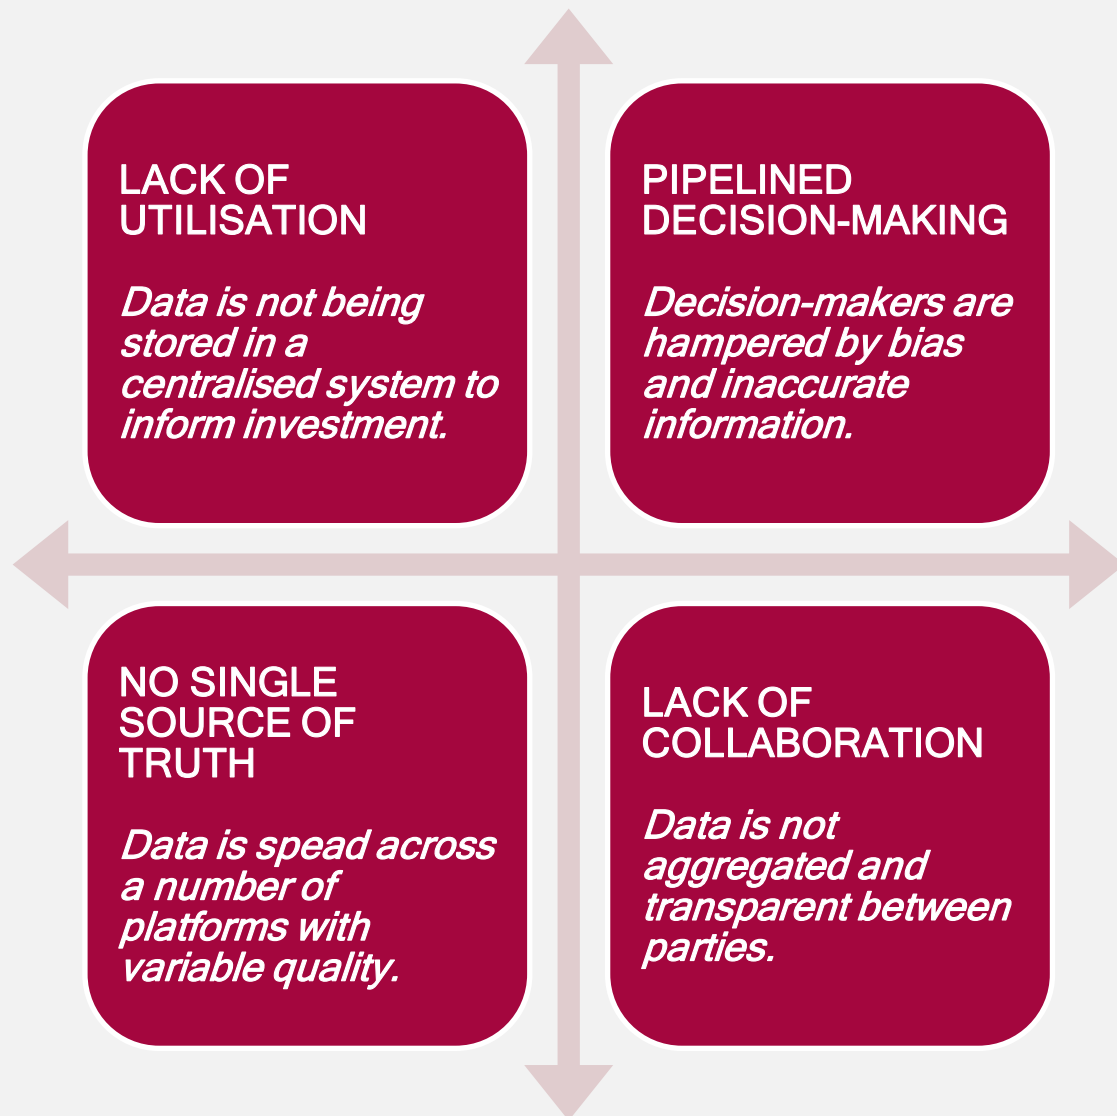 LACK OF
UTILISATION
Data is not being
stored in a
centralised system to
inform investment.
PIPELINED
DECISION-MAKING
Decision-makers are
hampered by bias
and inaccurate
information.
NO SINGLE
SOURCE OF
TRUTH
Data is spead across
a number of
platforms with
variable quality.
LACK OF
COLLABORATION
Data is not
aggregated and
transparent between
parties.